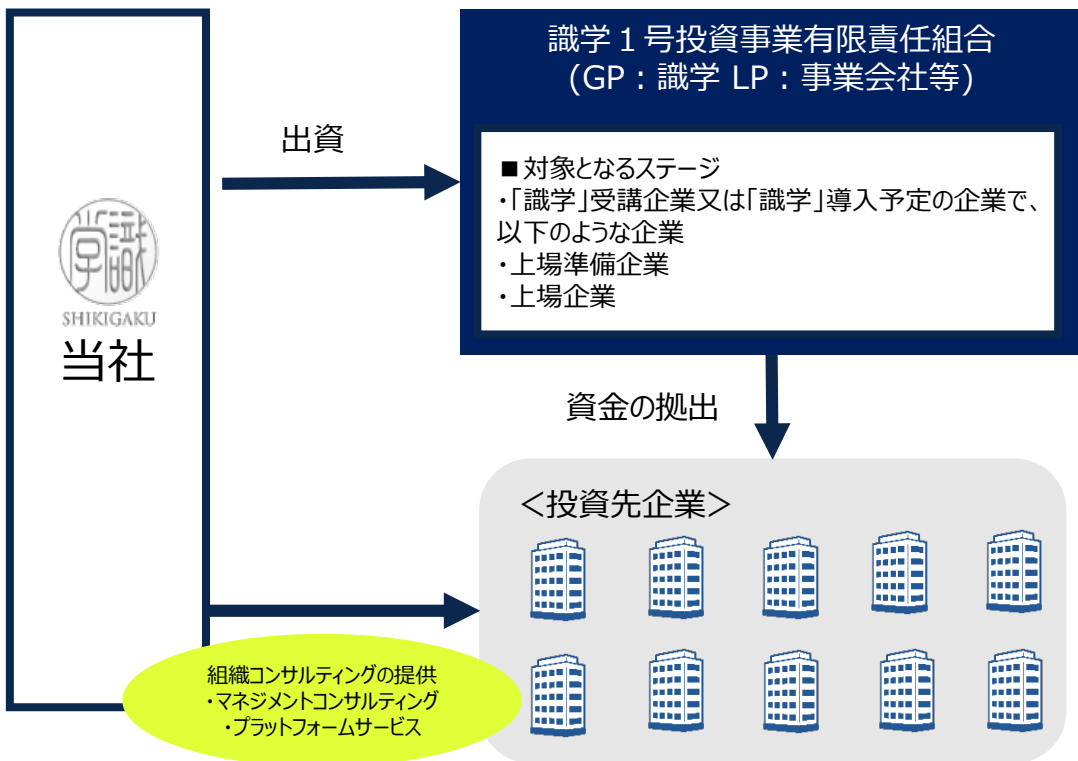 識学１号投資事業有限責任組合
(GP：識学 LP：事業会社等)
出資
■対象となるステージ
・「識学」受講企業又は「識学」導入予定の企業で、
以下のような企業
・上場準備企業
・上場企業
識学
SHIKIGAKU
当社
資金の拠出
＜投資先企業＞
組織コンサルティングの提供
・マネジメントコンサルティング
・プラットフォームサービス